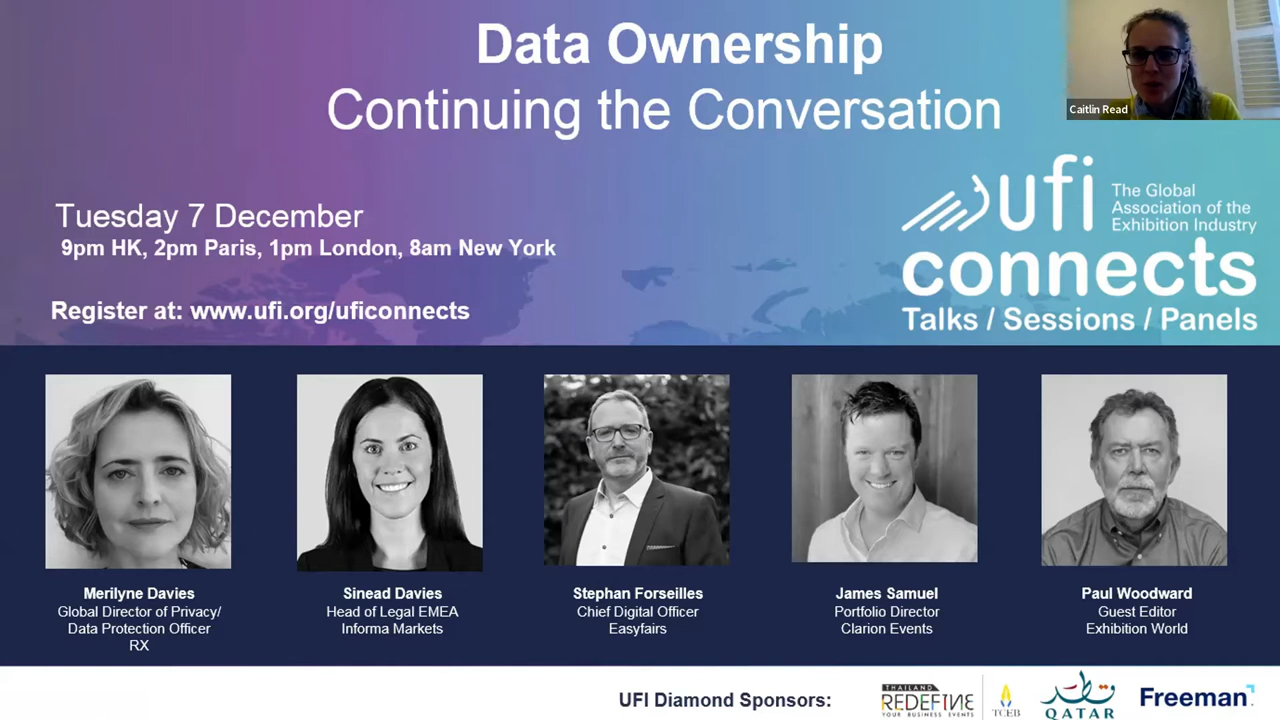 Data Ownership
Continuing the Conversation
Caitlin Read
Tuesday 7 December
9pm HK, 2pm Paris, 1pm London, 8am New York
Register at: www.ufi.org/uficonnects
ufi
The Global
Association of the
Exhibition Industry
connects
Talks / Sessions / Panels
Merilyne Davies
Global Director of Privacy/
Data Protection Officer
RX
Sinead Davies
Head of Legal EMEA
Informa Markets
Stephan Forseilles
Chief Digital Officer
Easyfairs
James Samuel
Portfolio Director
Clarion Events
Paul Woodward
Guest Editor
Exhibition World
UFI Diamond Sponsors:
THAILAND
REDEFINE
YOUR BUSINESS EVENTS
TCEB
قطر
QATAR
Freeman